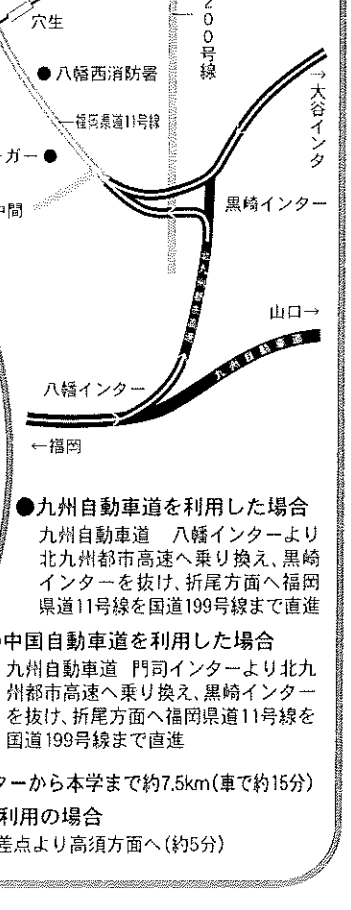 穴生
200号線
●八幡西消防署
福岡県道11号線
→大谷インタ
ガー●
中間
黒崎インター
山口→
九州自動車道
八幡インター
←福岡
●九州自動車道を利用した場合
九州自動車道 八幡インターより
北九州都市高速へ乗り換え、黒崎
インターを抜け、折尾方面へ福岡
県道11号線を国道199号線まで直進
中国自動車道を利用した場合
九州自動車道 門司インターより北九
州都市高速へ乗り換え、黒崎インター
を抜け、折尾方面へ福岡県道11号線を
国道199号線まで直進
ターから本学まで約7.5km(車で約15分)
利用の場合
差点より高須方面へ(約5分)